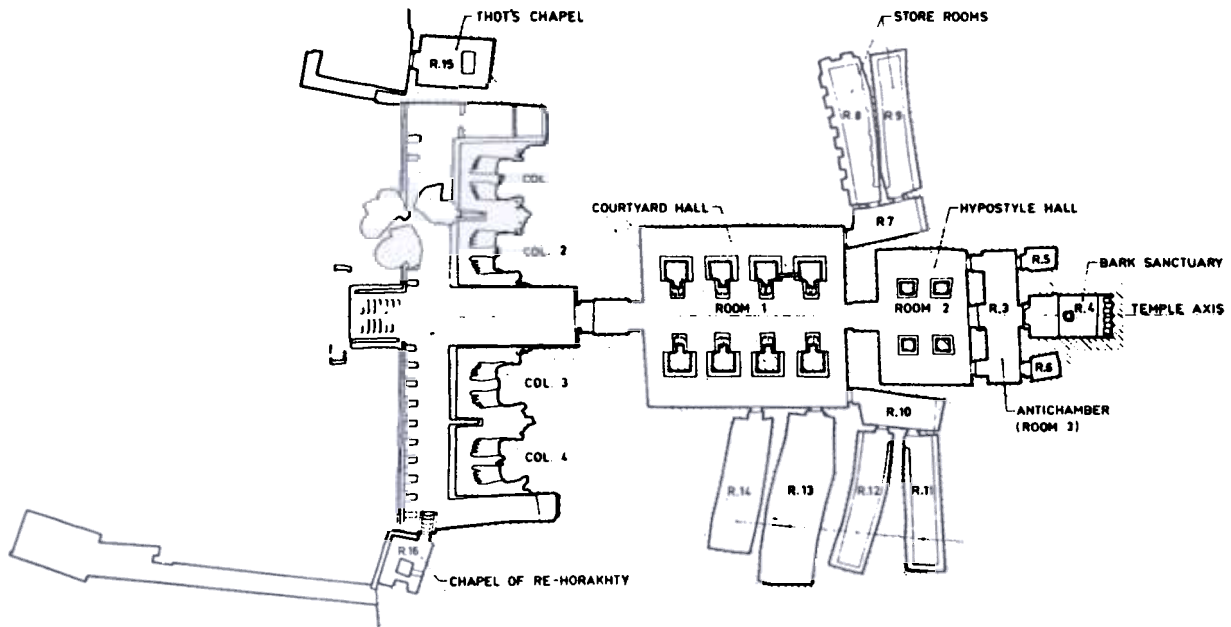 THOT'S CHAPEL
STORE ROOMS
R.15
R.8
R.9
COL.
COURTYARD HALL
R7
HYPOSTYLE HALL
COL. 2
R.5
BARK SANCTUARY
ROOM 1
ROOM 2
R.3
R.4
TEMPLE AXIS
R.6
COL. 3
R.10
ANTICHAMBER
(ROOM 3)
COL. 4
R.14
R.13
R.12
R.11
R.16
CHAPEL OF RE-HORAKHTY